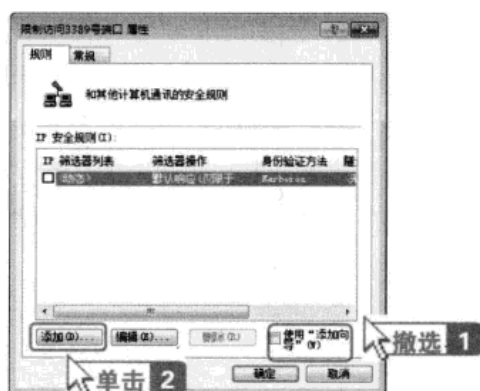 限制访问3389号端口 属性
规则 常规
和其他计算机通讯的安全规则
IP 安全规则(I):
IP 筛选器列表 筛选器操作 身份验证方法 隧
<动态> 默认响应(仅限于 Kerberos
添加(D)... 编辑(E)... 删除(R) 使用“添加向
导”(W)
撤选 1
单击 2
确定 取消